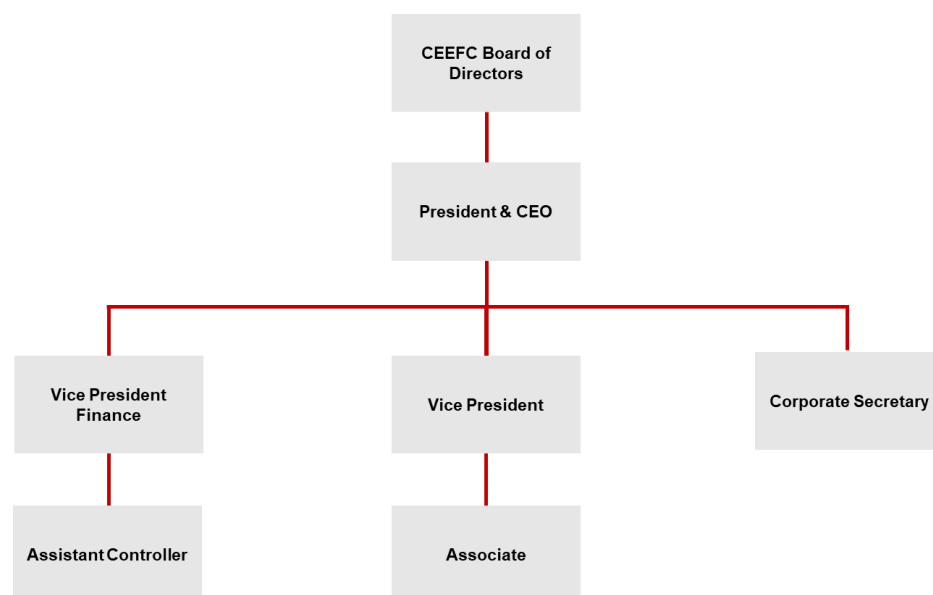 CEEFC Board of
Directors
President & CEO
Vice President
Finance
Vice President
Corporate Secretary
Assistant Controller
Associate